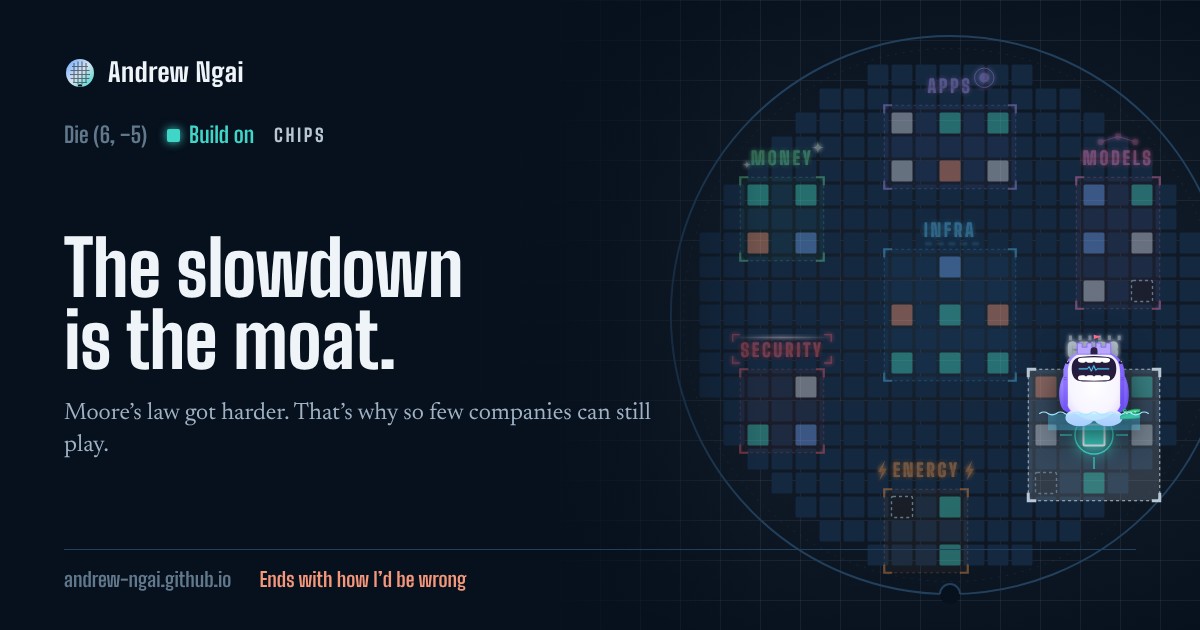 Andrew Ngai
Die (6, −5) Build on CHIPS
The slowdown
is the moat.
Moore’s law got harder. That’s why so few companies can still
play.
andrew-ngai.github.io Ends with how I’d be wrong
APPS
MONEY
MODELS
INFRA
SECURITY
ENERGY